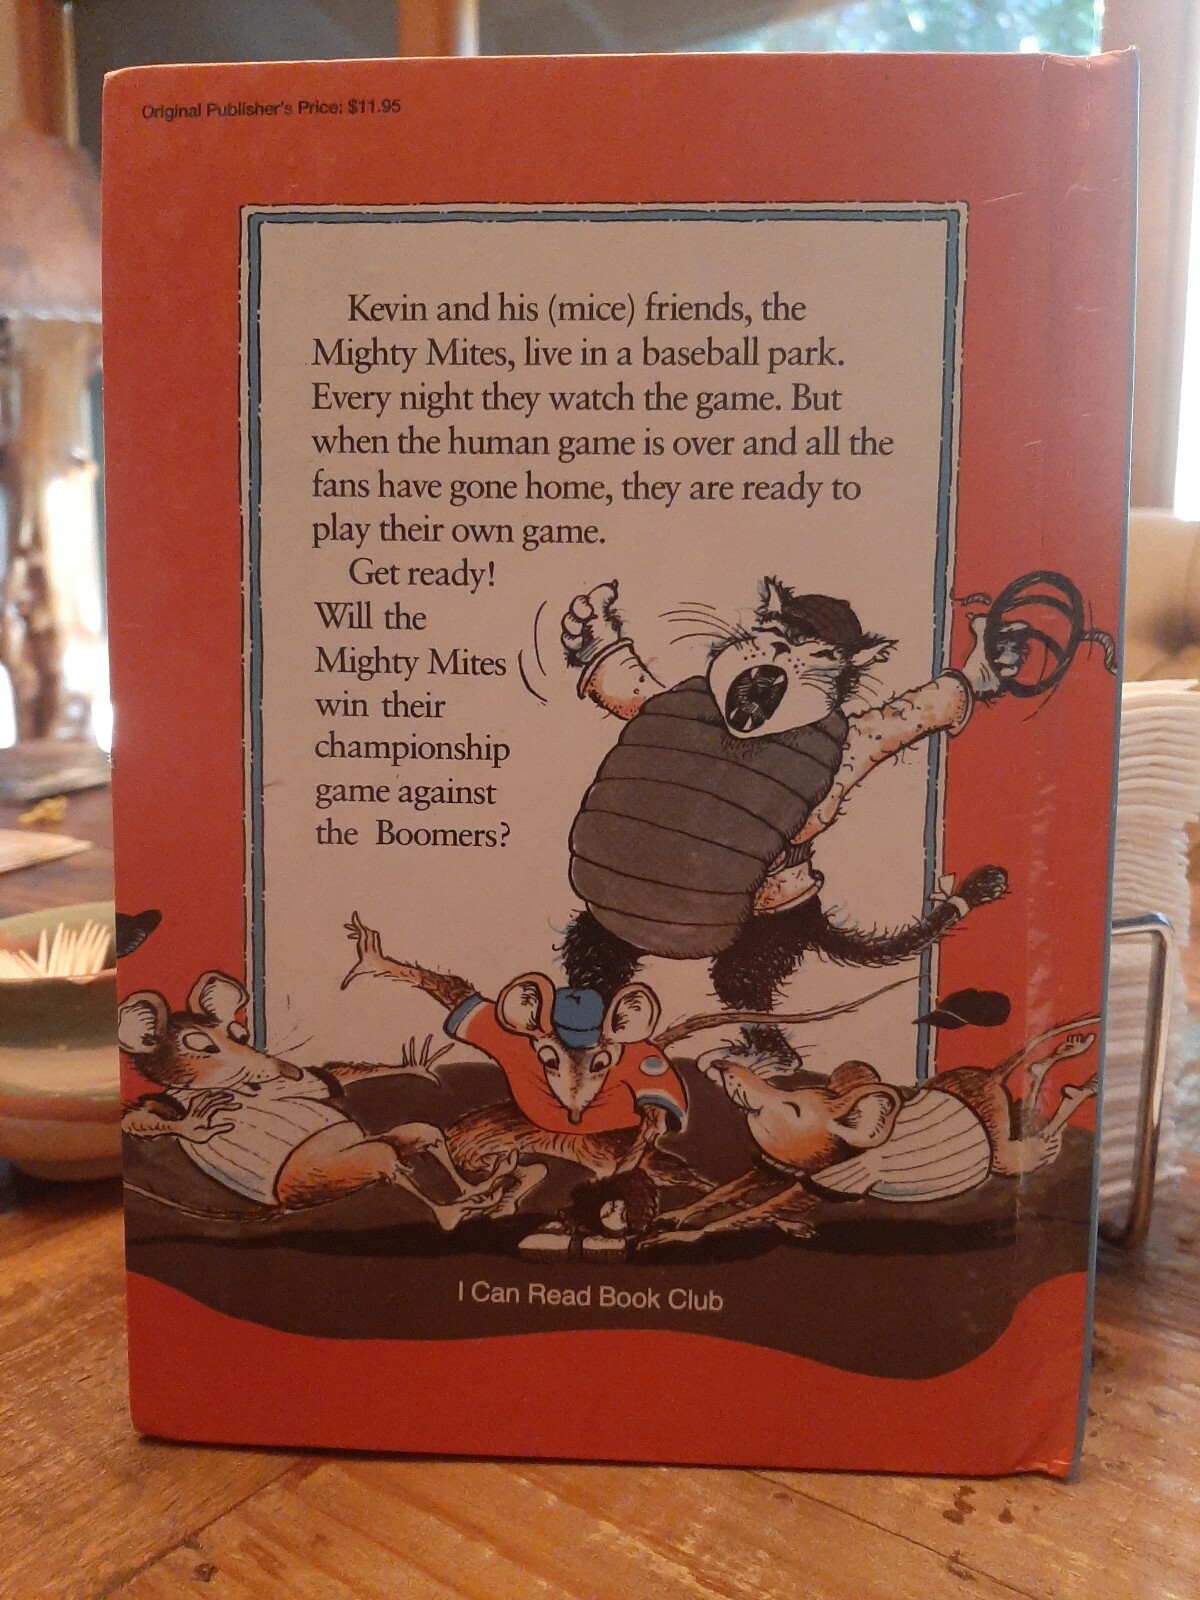 Original Publisher's Price: $11.95
Kevin and his (mice) friends, the
Mighty Mites, live in a baseball park.
Every night they watch the game. But
when the human game is over and all the
fans have gone home, they are ready to
play their own game.
Get ready!
Will the
Mighty Mites
win their
championship
game against
the Boomers?
I Can Read Book Club